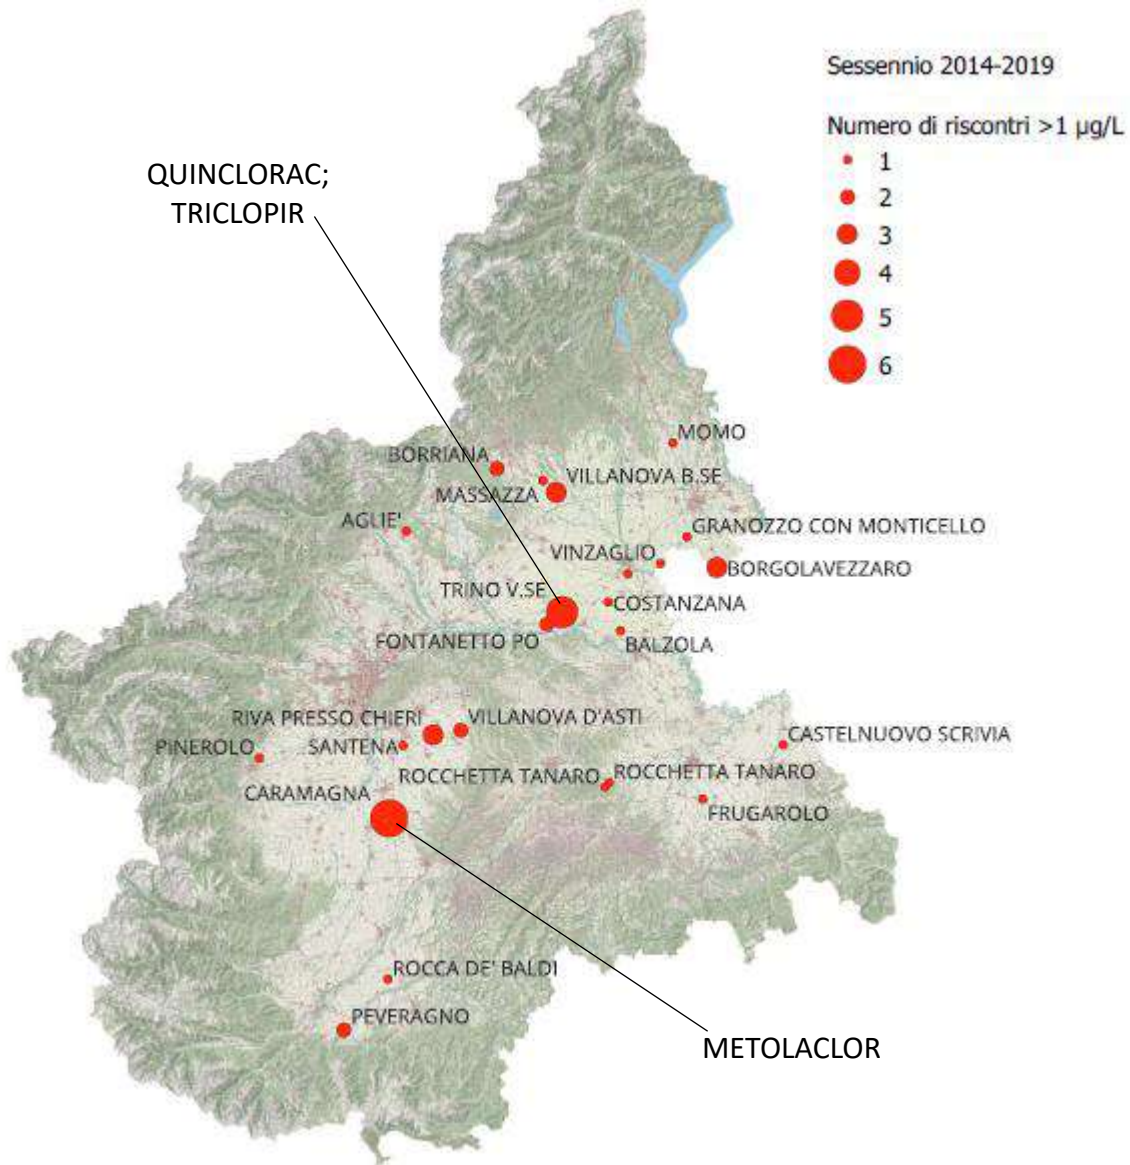 Sessennio 2014-2019
Numero di riscontri >1 µg/L
1
2
3
4
5
6
QUINCLORAC;
TRICLOPIR
MOMO
BORRIANA
VILLANOVA B.SE
MASSAZZA
AGLIE'
GRANOZZO CON MONTICELLO
VINZAGLIO
BORGOLAVEZZARO
TRINO V.SE
COSTANZANA
FONTANETTO PO
BALZOLA
RIVA PRESSO CHIERI
VILLANOVA D'ASTI
CASTELNUOVO SCRIVIA
PINEROLO
SANTENA
ROCCHETTA TANARO
ROCCHETTA TANARO
CARAMAGNA
FRUGAROLO
ROCCA DE' BALDI
PEVERAGNO
METOLACLOR